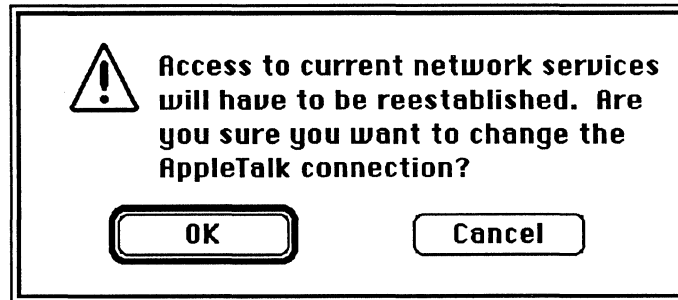 Access to current network services
will have to be reestablished.  Are
you sure you want to change the
AppleTalk connection?
OK
Cancel